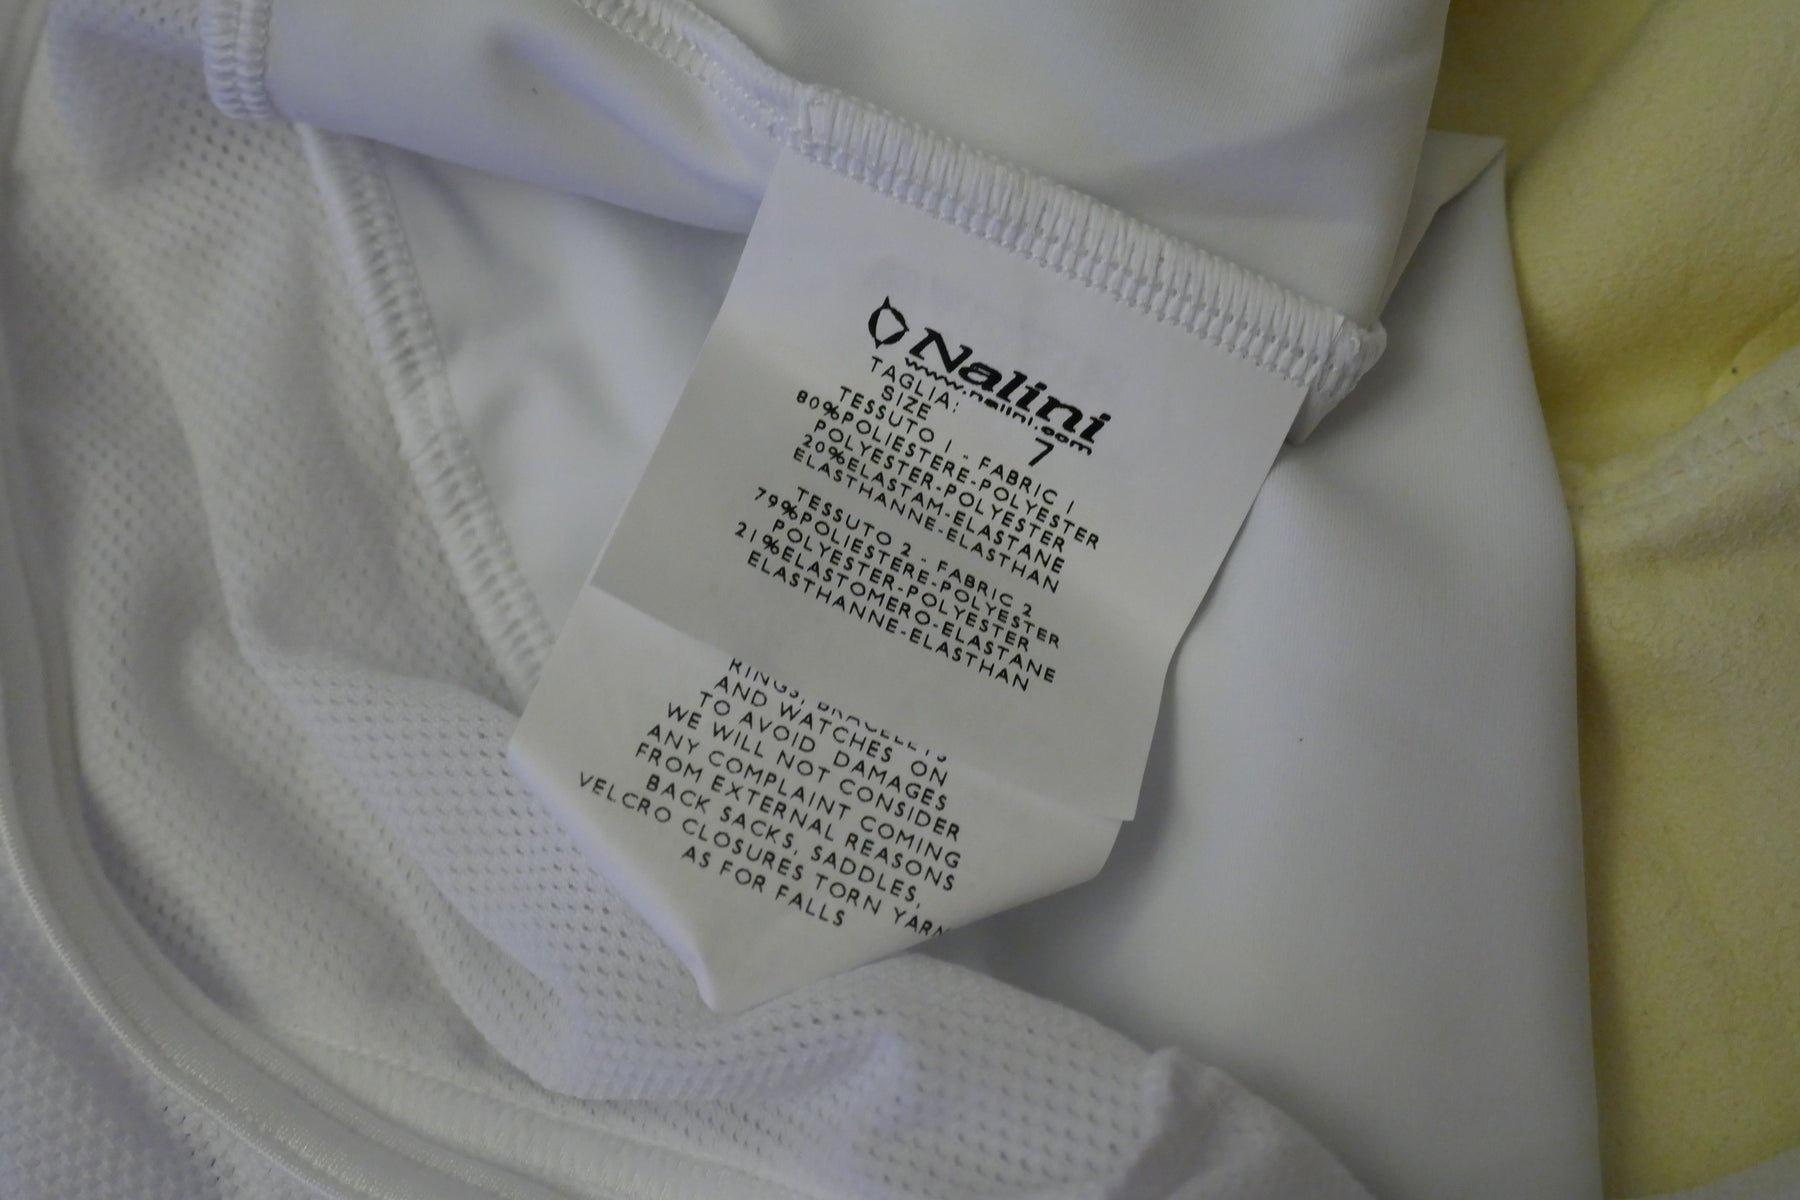 Nalini
www.nalini.com
TAGLIA:
SIZE 7
TESSUTO 1 - FABRIC 1
80%POLIESTERE-POLYESTER
POLYESTER-POLYESTER
20%ELASTAM-ELASTANE
ELASTHANNE-ELASTHAN
TESSUTO 2 - FABRIC 2
79%POLIESTERE-POLYESTER
POLYESTER-POLYESTER
21%ELASTOMERO-ELASTANE
ELASTHANNE-ELASTHAN
RINGS, BRACELETS
AND WATCHES ON
TO AVOID DAMAGES
WE WILL NOT CONSIDER
ANY COMPLAINT COMING
FROM EXTERNAL REASONS
BACK SACKS, SADDLES,
VELCRO CLOSURES TORN YARN
AS FOR FALLS